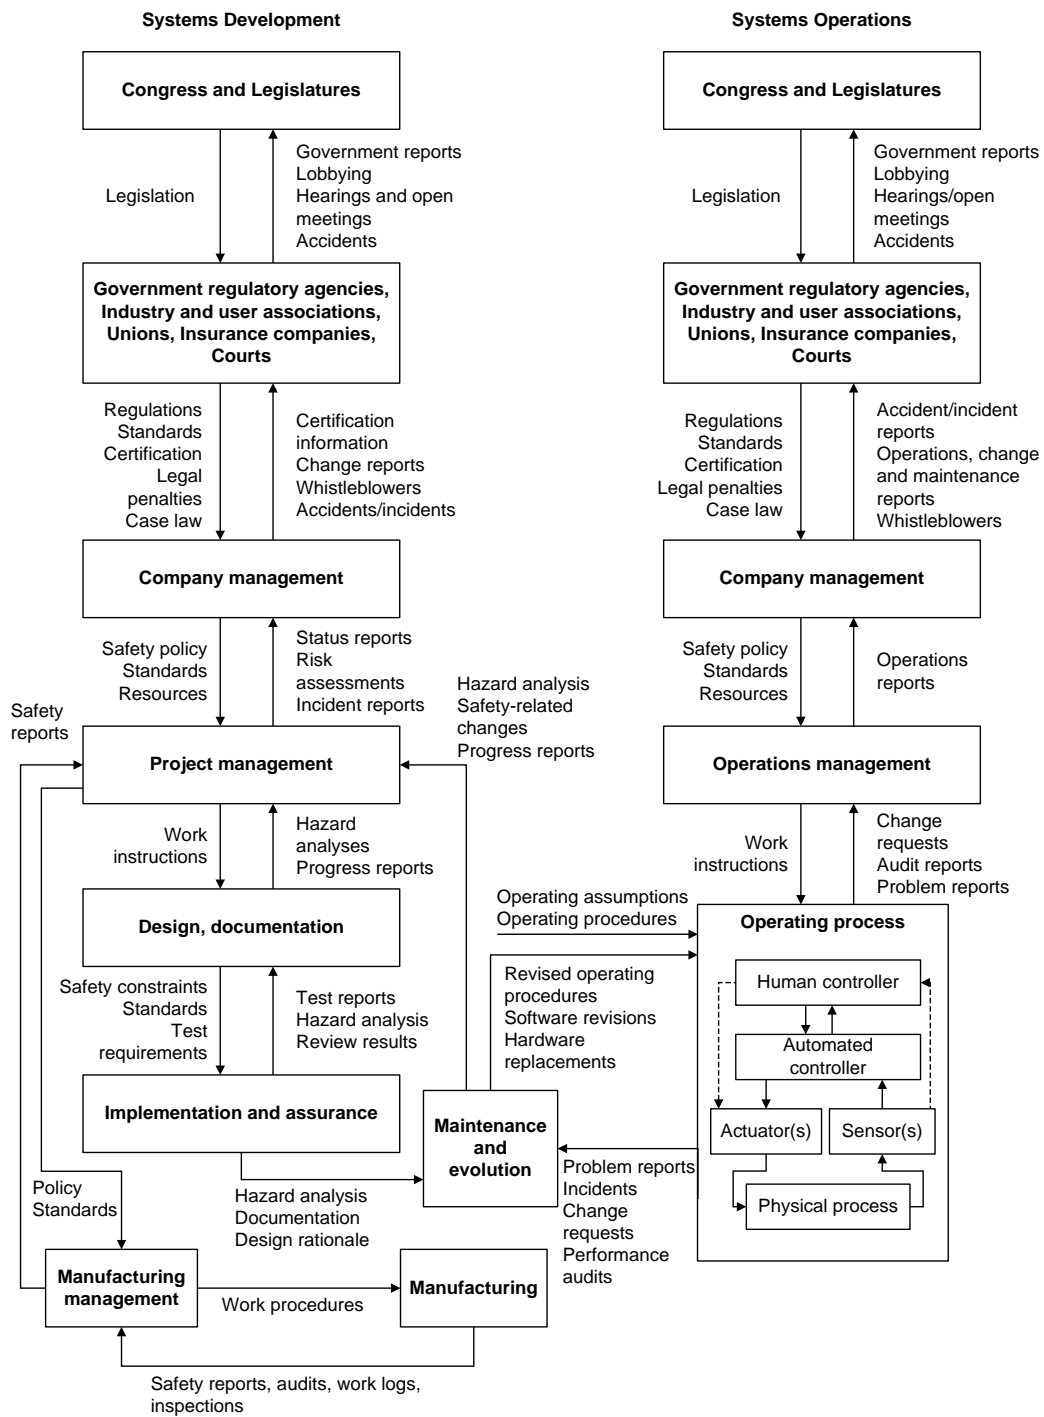 Systems Development
Systems Operations
Congress and Legislatures
Congress and Legislatures
Legislation
Government reports
Lobbying
Hearings and open
meetings
Accidents
Legislation
Government reports
Lobbying
Hearings/open
meetings
Accidents
Government regulatory agencies,
Industry and user associations,
Unions, Insurance companies,
Courts
Government regulatory agencies,
Industry and user associations,
Unions, Insurance companies,
Courts
Regulations
Standards
Certification
Legal
penalties
Case law
Certification
information
Change reports
Whistleblowers
Accidents/incidents
Regulations
Standards
Certification
Legal penalties
Case law
Accident/incident
reports
Operations, change
and maintenance
reports
Whistleblowers
Company management
Company management
Safety policy
Standards
Resources
Status reports
Risk
assessments
Incident reports
Hazard analysis
Safety-related
changes
Progress reports
Safety policy
Standards
Resources
Operations
reports
Safety
reports
Project management
Operations management
Work
instructions
Hazard
analyses
Progress reports
Work
instructions
Change
requests
Audit reports
Problem reports
Operating assumptions
Operating procedures
Design, documentation
Operating process
Safety constraints
Standards
Test
requirements
Test reports
Hazard analysis
Review results
Revised operating
procedures
Software revisions
Hardware
replacements
Human controller
Automated
controller
Implementation and assurance
Maintenance
and
evolution
Actuator(s)
Sensor(s)
Physical process
Problem reports
Incidents
Change
requests
Performance
audits
Policy
Standards
Hazard analysis
Documentation
Design rationale
Manufacturing
management
Work procedures
Manufacturing
Safety reports, audits, work logs,
inspections